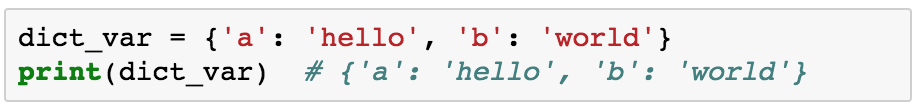 dict_var = {'a': 'hello', 'b': 'world'}
print(dict_var)  # {'a': 'hello', 'b': 'world'}